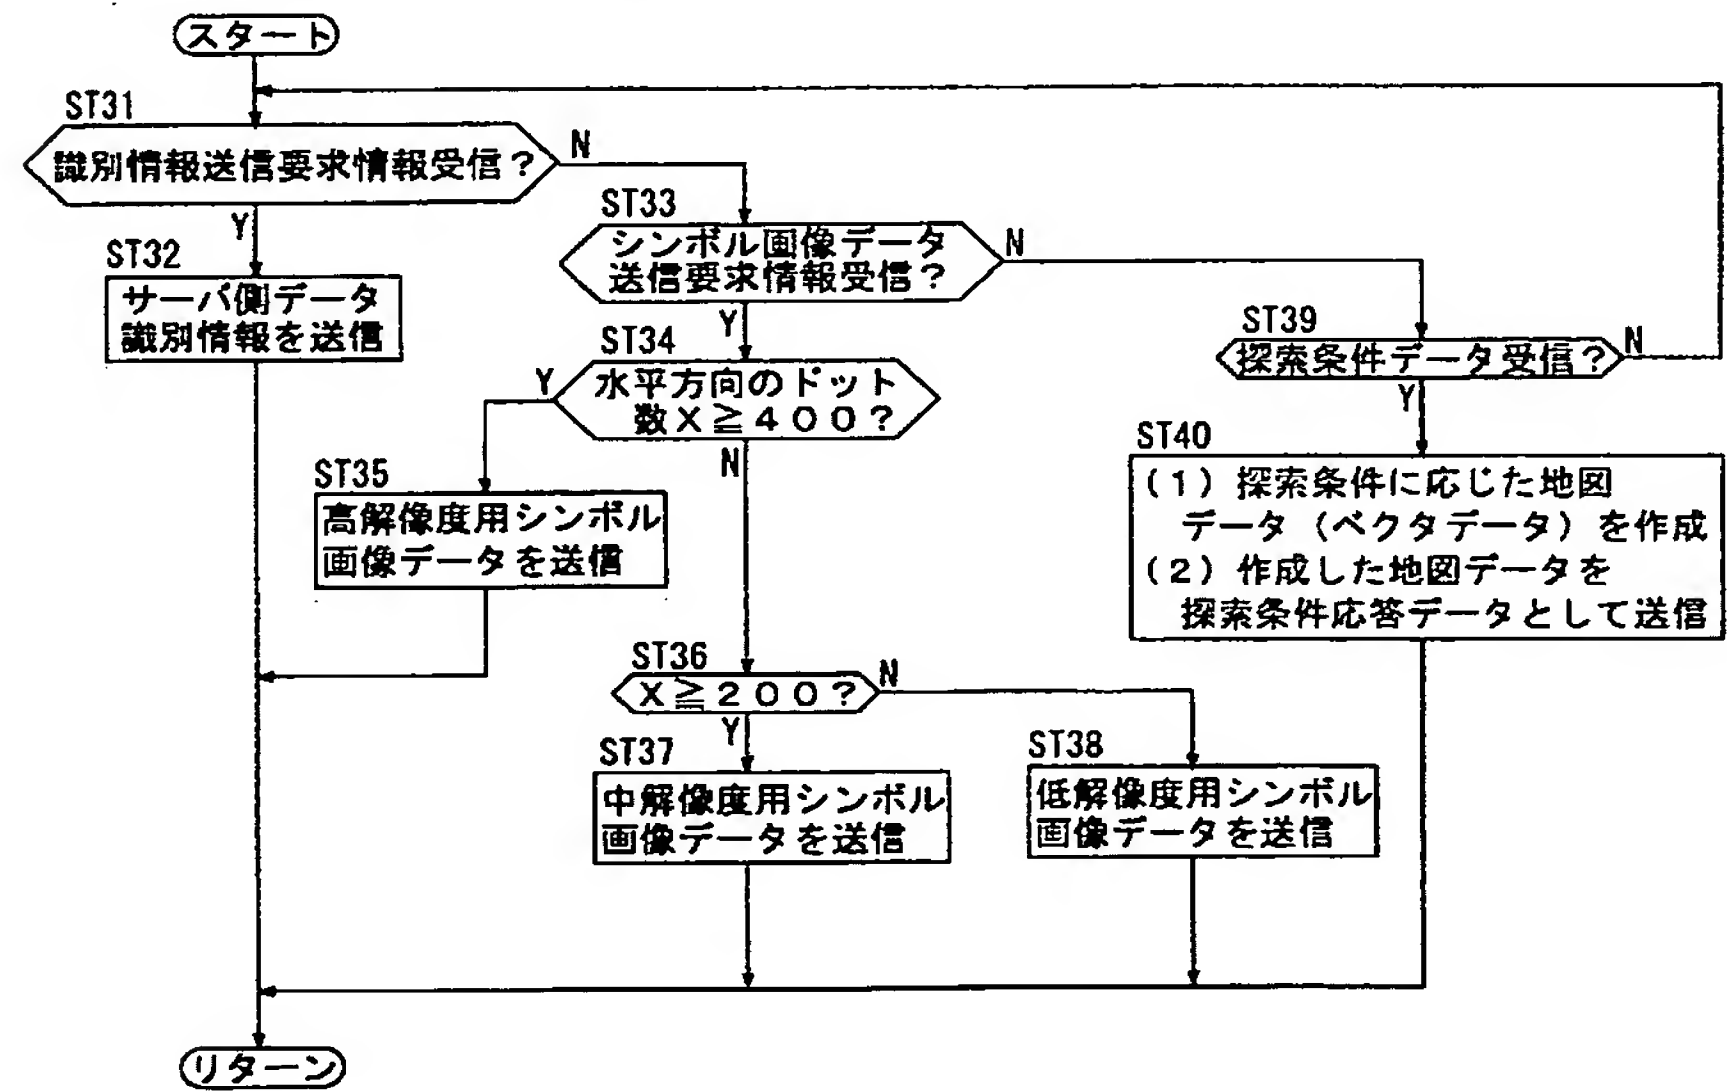 スタート
ST31
識別情報送信要求情報受信?
N
Y
ST32
サーバ側データ
識別情報を送信
ST33
シンボル画像データ
送信要求情報受信?
N
Y
ST34
水平方向のドット
数X≧400?
Y
N
ST35
高解像度用シンボル
画像データを送信
ST36
X≧200?
N
Y
ST37
中解像度用シンボル
画像データを送信
ST38
低解像度用シンボル
画像データを送信
ST39
探索条件データ受信?
N
Y
ST40
(1)探索条件に応じた地図
データ(ベクタデータ)を作成
(2)作成した地図データを
探索条件応答データとして送信
リターン